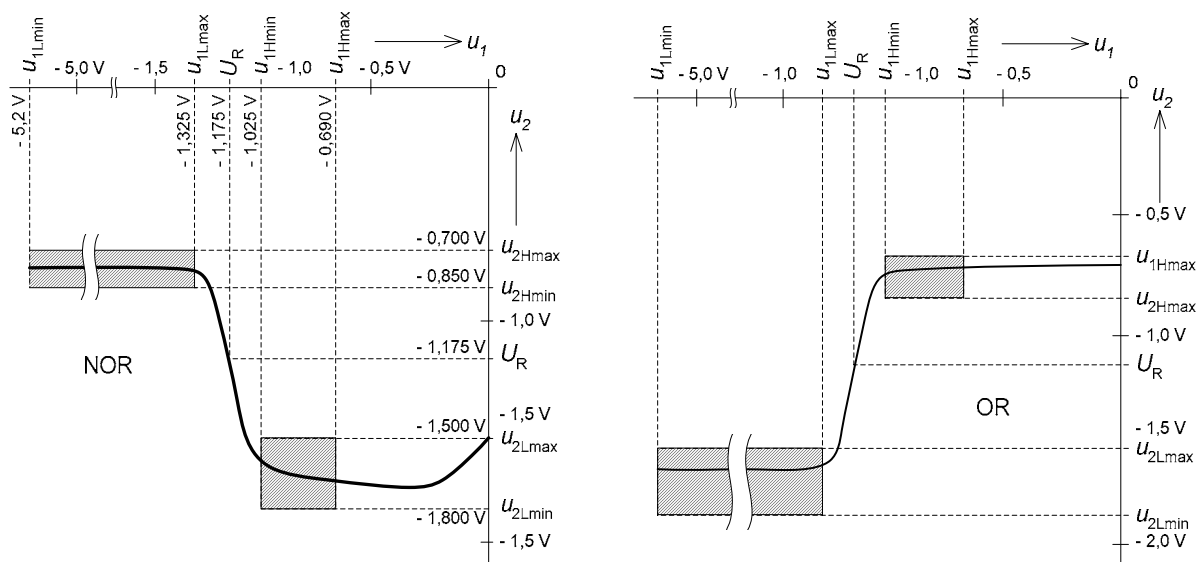 u1Lmin
u1Lmax
UR
u1Hmin
u1Hmax
u1
- 5,0 V
- 1,5
- 1,0
- 0,5 V
0
- 5,2 V
- 1,325 V
- 1,175 V
- 1,025 V
- 0,690 V
u2
- 0,700 V
u2Hmax
- 0,850 V
u2Hmin
- 1,0 V
- 1,175 V
UR
NOR
- 1,5 V
- 1,500 V
u2Lmax
- 1,800 V
u2Lmin
- 1,5 V
u1Lmin
u1Lmax
UR
u1Hmin
u1Hmax
u1
- 5,0 V
- 1,0
- 1,0
- 0,5
0
u2
- 0,5 V
u1Hmax
u2Hmax
- 1,0 V
UR
OR
- 1,5 V
u2Lmax
u2Lmin
- 2,0 V